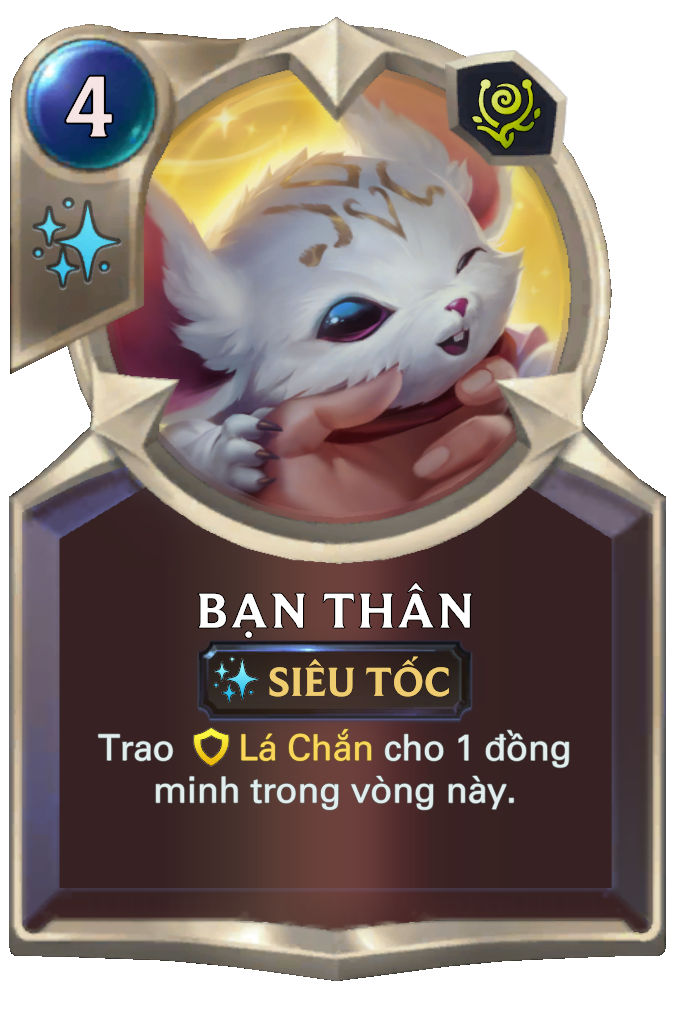 4
BẠN THÂN
SIÊU TỐC
Trao Lá Chắn cho 1 đồng
minh trong vòng này.